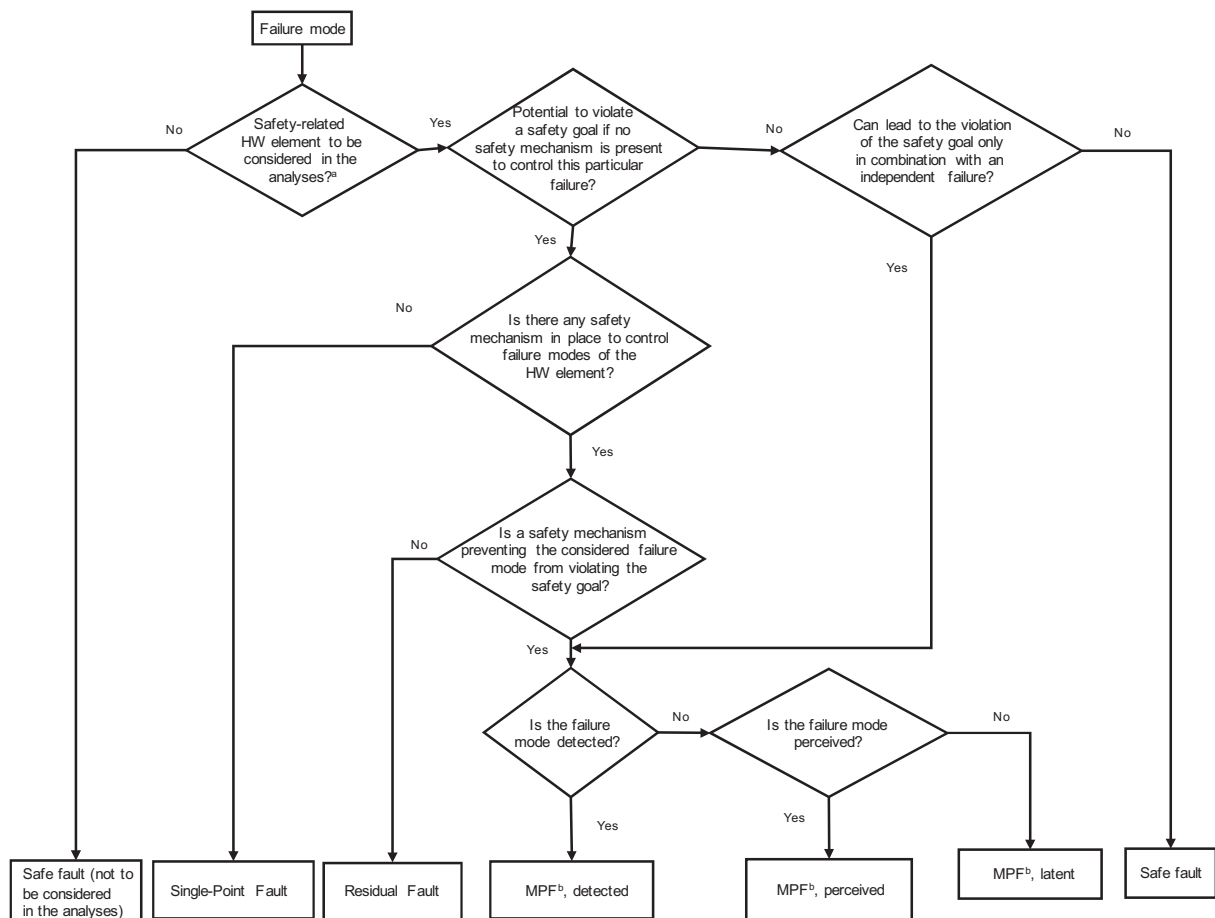 Failure mode
No
Safety-related
HW element to be
considered in the
analyses?ᵃ
Yes
Potential to violate
a safety goal if no
safety mechanism is present
to control this particular
failure?
No
Can lead to the violation
of the safety goal only
in combination with an
independent failure?
No
Yes
Yes
No
Is there any safety
mechanism in place to control
failure modes of the
HW element?
Yes
No
Is a safety mechanism
preventing the considered failure
mode from violating the
safety goal?
Yes
Is the failure
mode detected?
No
Is the failure mode
perceived?
No
Yes
Yes
Safe fault (not to
be considered
in the analyses)
Single-Point Fault
Residual Fault
MPFᵇ, detected
MPFᵇ, perceived
MPFᵇ, latent
Safe fault